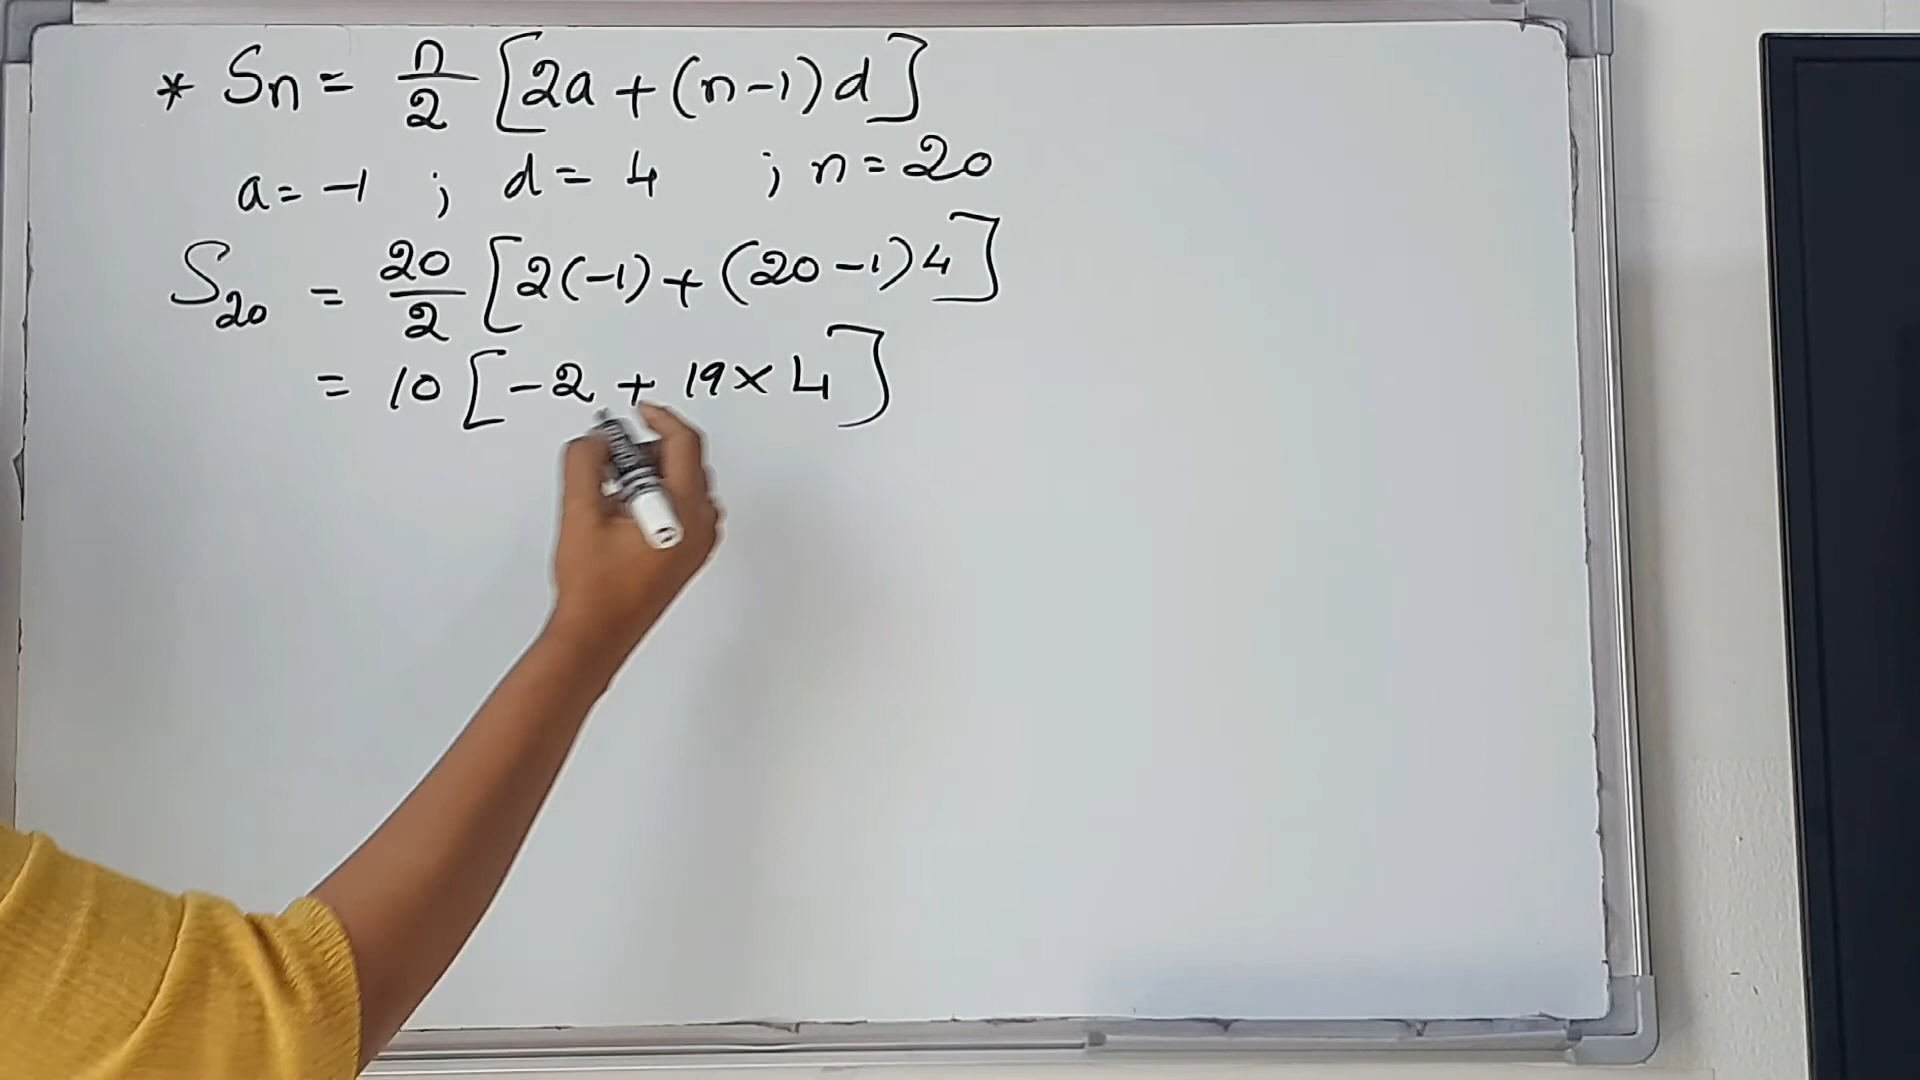 * Sn = n/2 [2a + (n-1)d]
a = -1 ; d = 4 ; n = 20
S₂₀ = 20/2 [2(-1) + (20-1)4]
= 10 [-2 + 19 × 4]